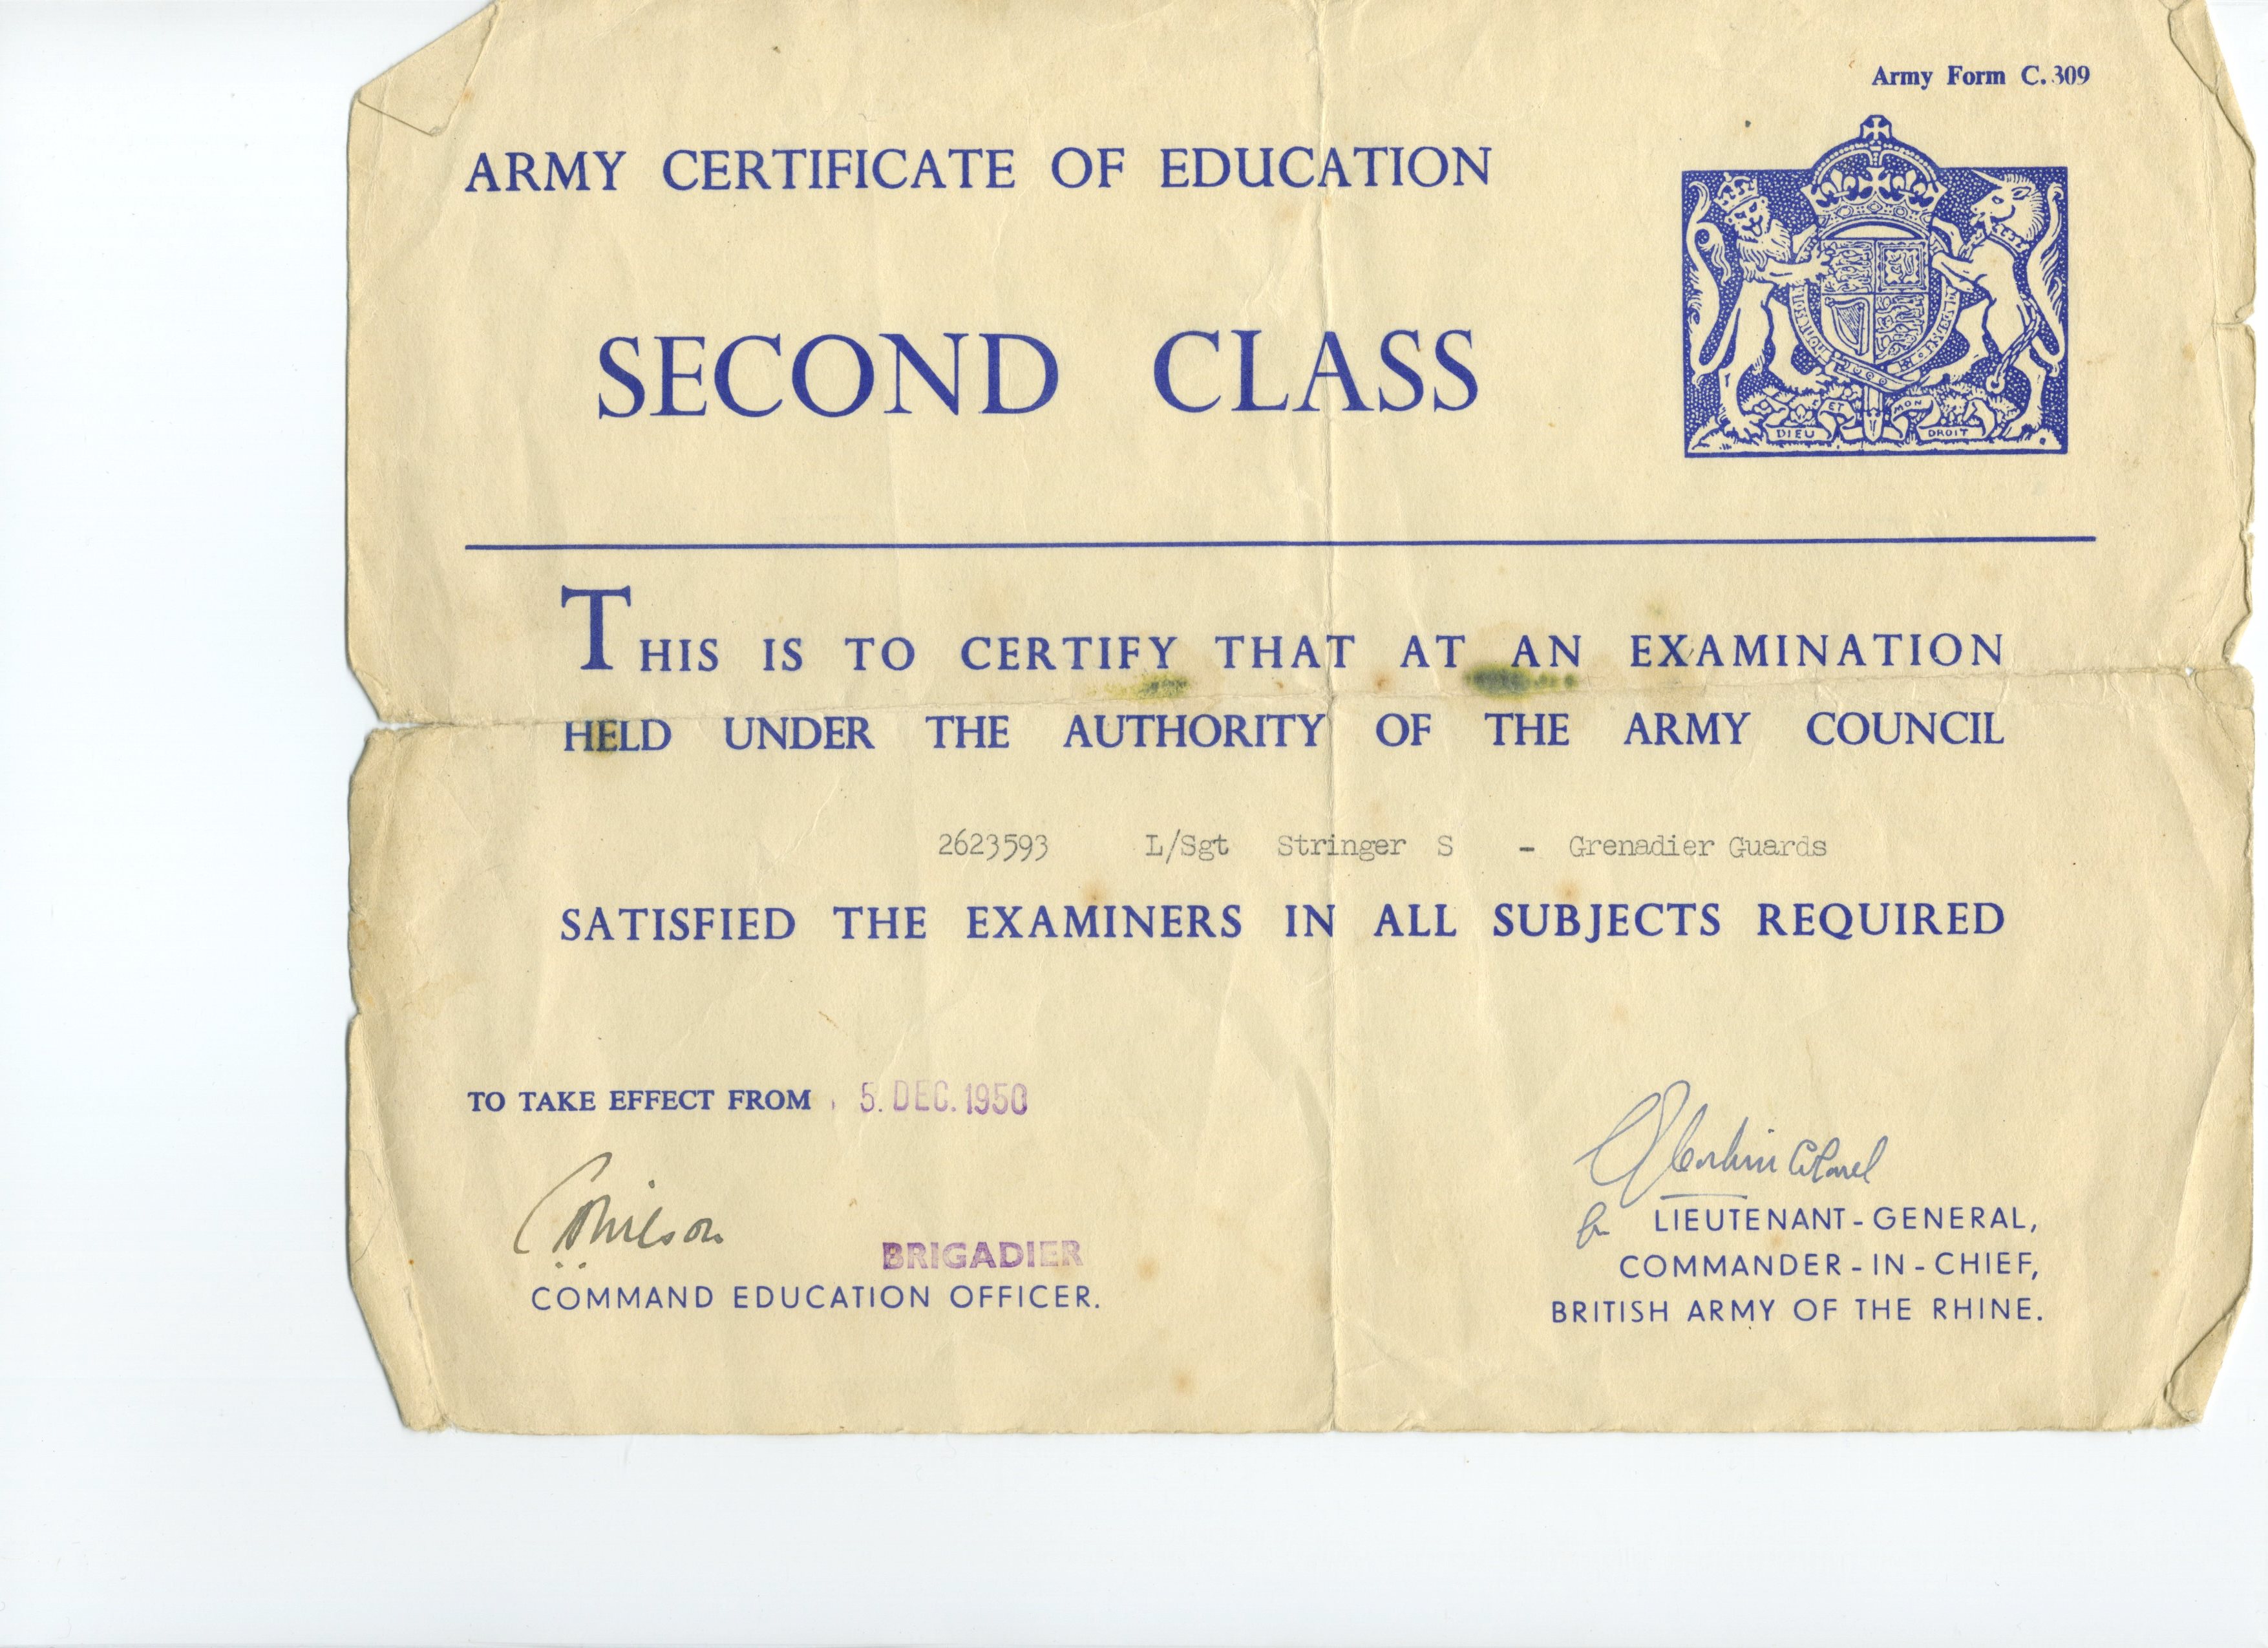 Army Form C. 309
ARMY CERTIFICATE OF EDUCATION
SECOND CLASS
DIEU ET MON DROIT
THIS IS TO CERTIFY THAT AT AN EXAMINATION
HELD UNDER THE AUTHORITY OF THE ARMY COUNCIL
2623593 L/Sgt Stringer S - Grenadier Guards
SATISFIED THE EXAMINERS IN ALL SUBJECTS REQUIRED
TO TAKE EFFECT FROM 5. DEC. 1950
BRIGADIER
COMMAND EDUCATION OFFICER.
Colonel
for LIEUTENANT-GENERAL,
COMMANDER-IN-CHIEF,
BRITISH ARMY OF THE RHINE.